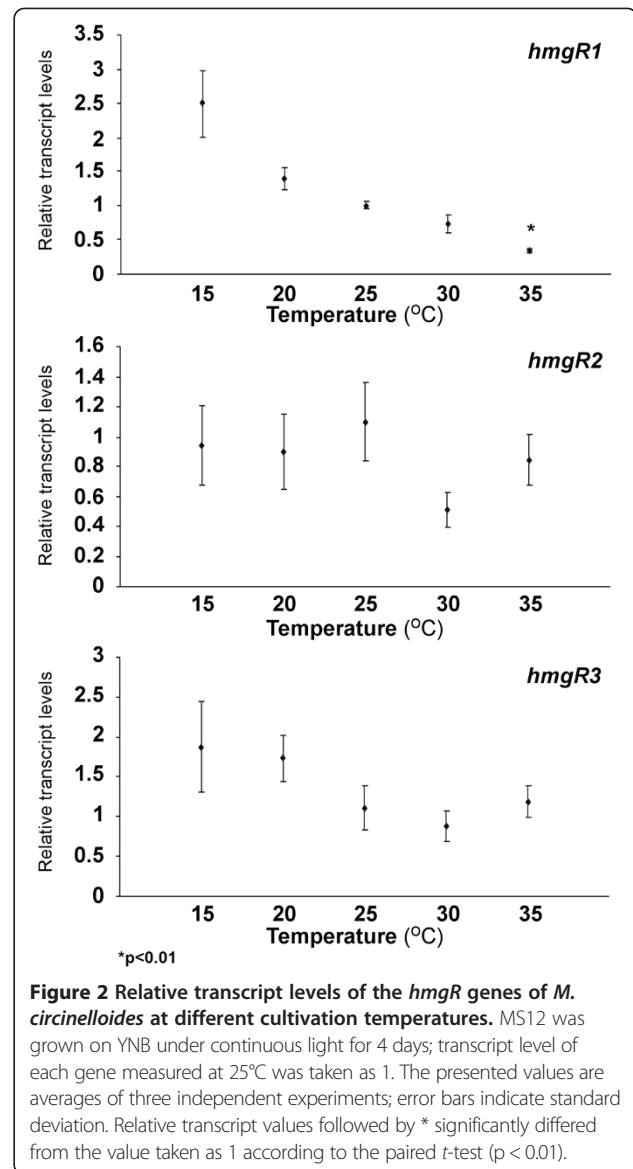 3.5
3
2.5
2
1.5
1
0.5
0
Relative transcript levels
hmgR1
*
15 20 25 30 35
Temperature (°C)
1.6
1.4
1.2
1
0.8
0.6
0.4
0.2
0
Relative transcript levels
hmgR2
15 20 25 30 35
Temperature (°C)
3
2.5
2
1.5
1
0.5
0
Relative transcript levels
hmgR3
15 20 25 30 35
Temperature (°C)
*p<0.01
Figure 2 Relative transcript levels of the hmgR genes of M.
circinelloides at different cultivation temperatures. MS12 was
grown on YNB under continuous light for 4 days; transcript level of
each gene measured at 25°C was taken as 1. The presented values are
averages of three independent experiments; error bars indicate standard
deviation. Relative transcript values followed by * significantly differed
from the value taken as 1 according to the paired t-test (p < 0.01).